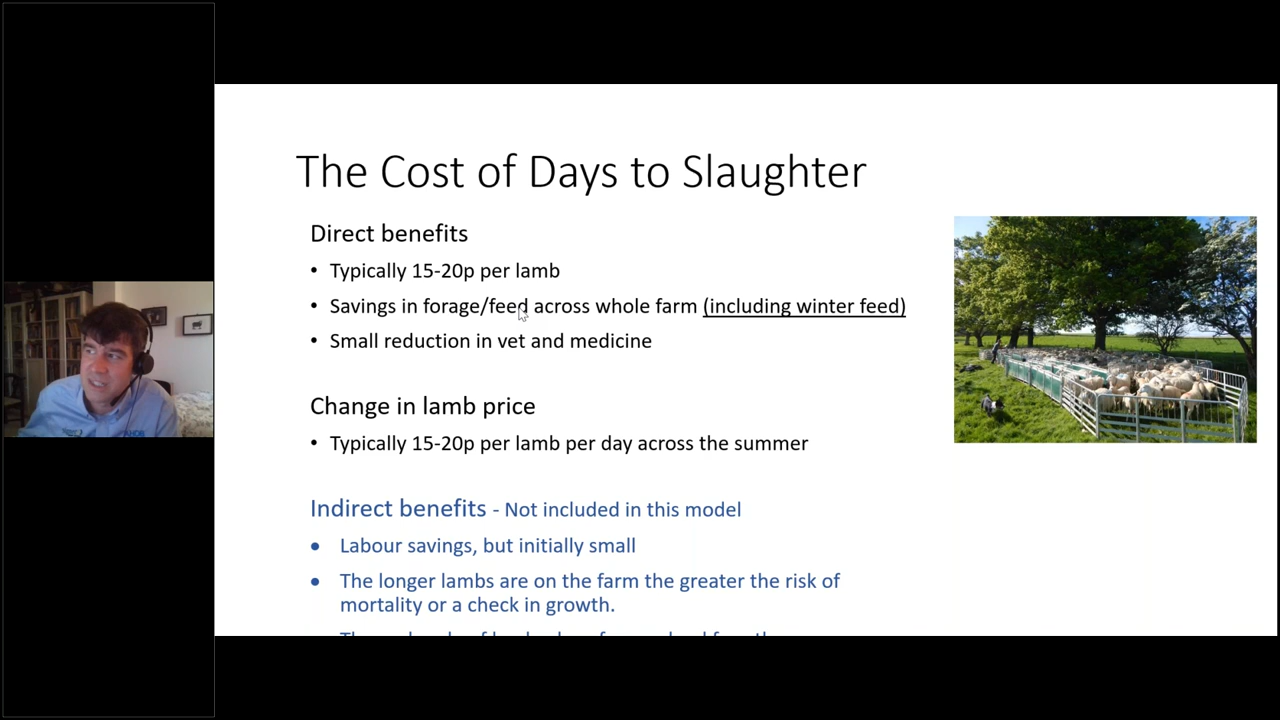 The Cost of Days to Slaughter
Direct benefits
• Typically 15-20p per lamb
• Savings in forage/feed across whole farm (including winter feed)
• Small reduction in vet and medicine
Change in lamb price
• Typically 15-20p per lamb per day across the summer
Indirect benefits - Not included in this model
• Labour savings, but initially small
• The longer lambs are on the farm the greater the risk of
mortality or a check in growth.
AHDB